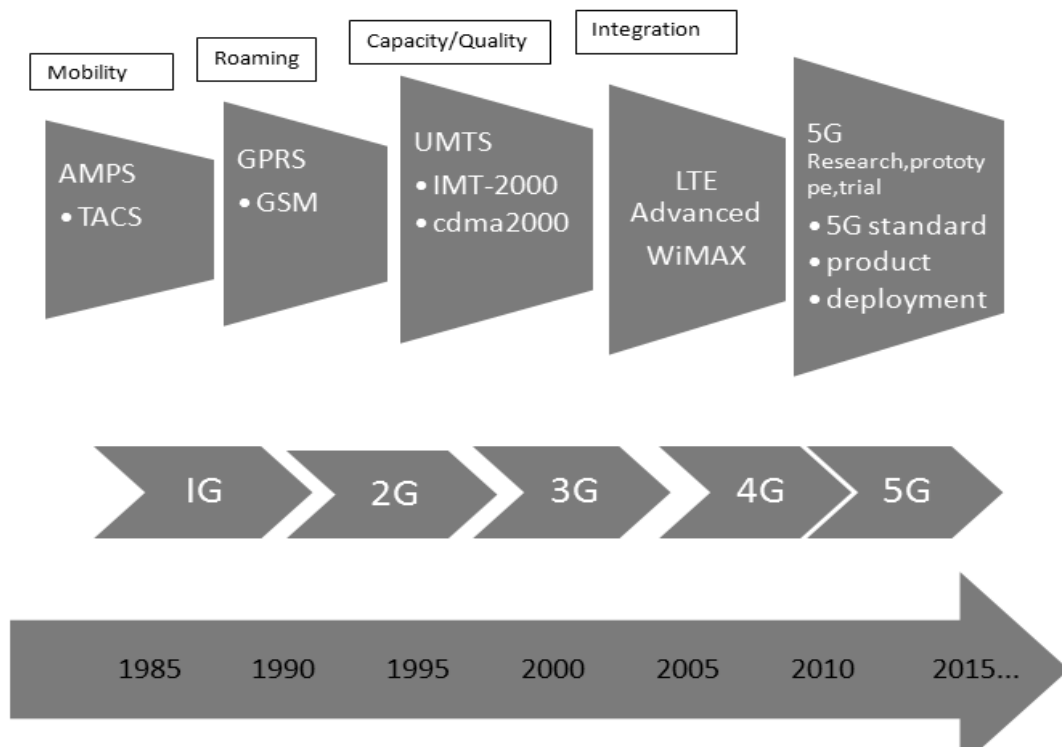 Mobility
Roaming
Capacity/Quality
Integration
AMPS
• TACS
GPRS
• GSM
UMTS
• IMT-2000
• cdma2000
LTE
Advanced
WiMAX
5G
Research,prototy
pe,trial
• 5G standard
• product
• deployment
IG
2G
3G
4G
5G
1985
1990
1995
2000
2005
2010
2015...